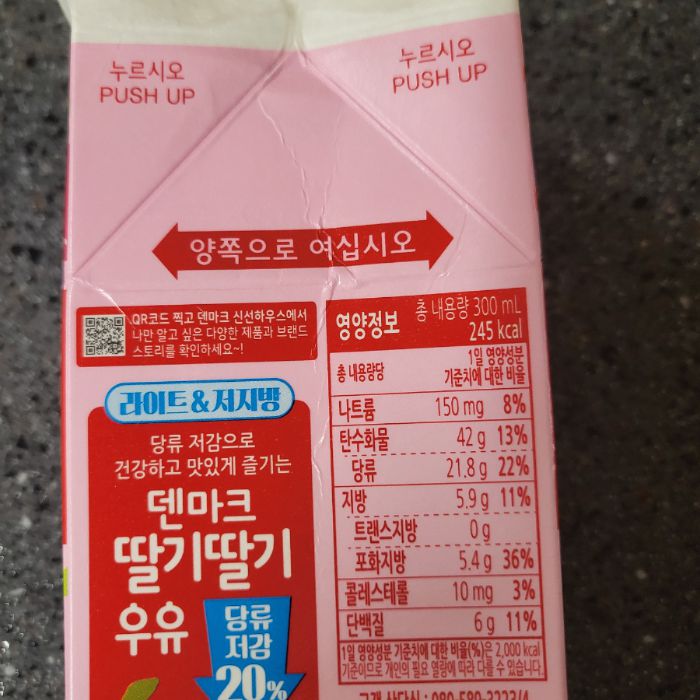 누르시오
PUSH UP
누르시오
PUSH UP
양쪽으로 여십시오
QR코드 찍고 덴마크 신선하우스에서
나만 알고 싶은 다양한 제품과 브랜드
스토리를 확인하세요~!
라이트&저지방
당류 저감으로
건강하고 맛있게 즐기는
덴마크
딸기딸기
우유
당류
저감
20%
영양정보
총 내용량 300 mL
245 kcal
총 내용량당
1일 영양성분
기준치에 대한 비율
나트륨 150 mg 8%
탄수화물 42 g 13%
당류 21.8 g 22%
지방 5.9 g 11%
트랜스지방 0 g
포화지방 5.4 g 36%
콜레스테롤 10 mg 3%
단백질 6 g 11%
1일 영양성분 기준치에 대한 비율(%)은 2,000 kcal
기준이므로 개인의 필요 열량에 따라 다를 수 있습니다.
고객 상담실 : 080-580-2223/4